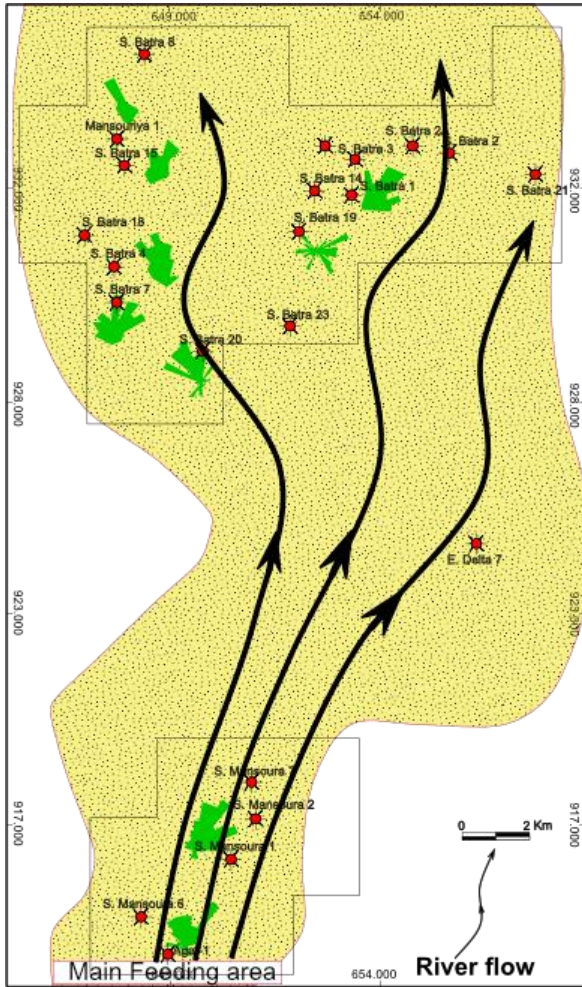 649.000
654.000
S. Batra 8
Mansouriya 1
S. Batra 15
S. Batra 2
S. Batra 3
S. Batra 2
S. Batra 14
S. Batra 1
S. Batra 21
932.000
932.000
S. Batra 18
S. Batra 19
S. Batra 4
S. Batra 7
S. Batra 23
S. Batra 20
928.000
928.000
E. Delta 7
923.000
923.000
S. Mansoura
S. Mansoura 2
917.000
917.000
0 2 Km
S. Mansoura 1
S. Mansoura 6
Main Feeding area
654.000
River flow